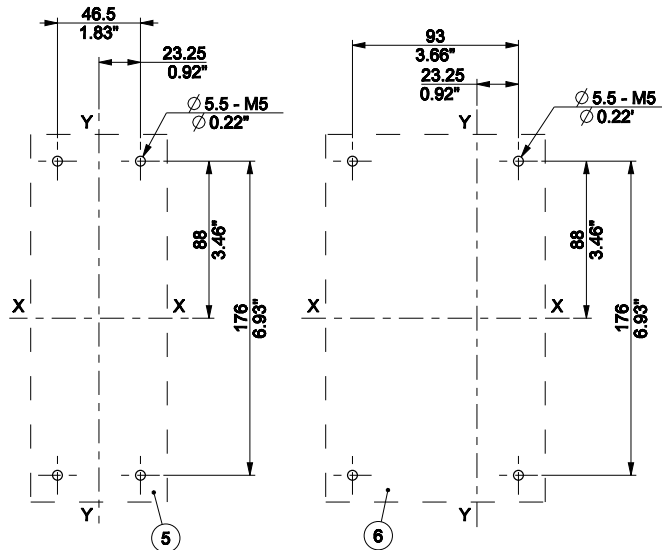 46.5
1.83"
23.25
0.92"
Ø 5.5 - M5
Ø 0.22"
Y
88
3.46"
176
6.93"
X
X
Y
5
93
3.66"
23.25
0.92"
Ø 5.5 - M5
Ø 0.22'
Y
88
3.46"
176
6.93"
X
X
Y
6